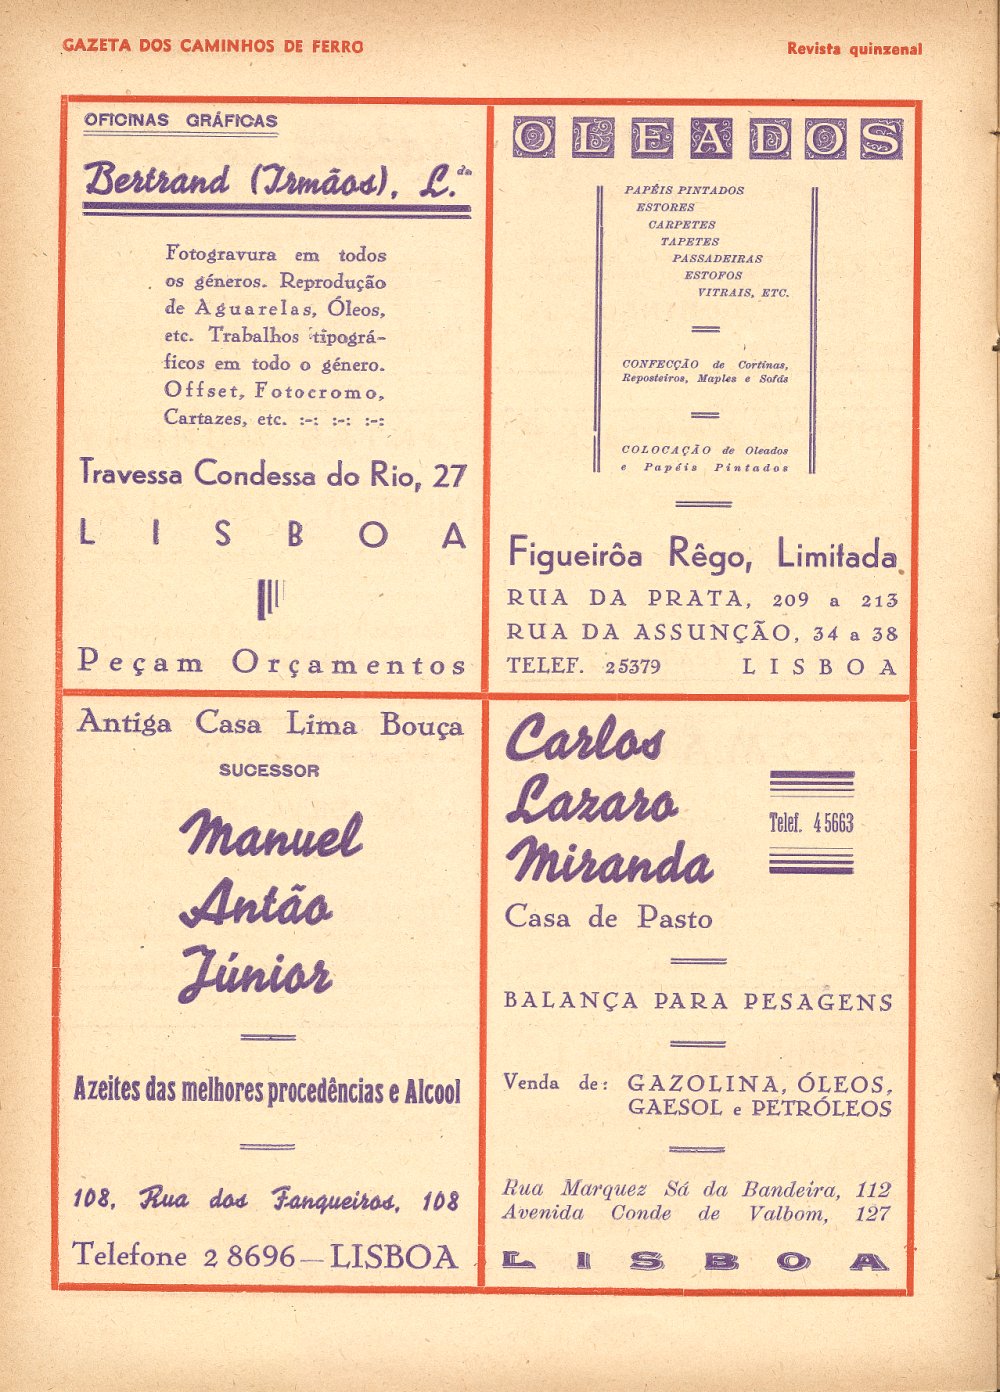 GAZETA DOS CAMINHOS DE FERRO
Revista quinzenal
OFICINAS GRÁFICAS
Bertrand (Irmãos), L.da
Fotogravura em todos
os géneros. Reprodução
de Aguarelas, Óleos,
etc. Trabalhos tipográ-
ficos em todo o género.
Offset, Fotocromo,
Cartazes, etc. :-: :-: :-:
Travessa Condessa do Rio, 27
LISBOA
Peçam Orçamentos
OLEADOS
PAPÉIS PINTADOS
ESTORES
CARPETES
TAPETES
PASSADEIRAS
ESTOFOS
VITRAIS, ETC.
CONFECÇÃO de Cortinas,
Reposteiros, Maples e Sofás
COLOCAÇÃO de Oleados
e Papéis Pintados
Figueirôa Rêgo, Limitada
RUA DA PRATA, 209 a 213
RUA DA ASSUNÇÃO, 34 a 38
TELEF. 25379 LISBOA
Antiga Casa Lima Bouça
SUCESSOR
Manuel
Antão
Júnior
Azeites das melhores procedências e Alcool
108, Rua dos Fanqueiros, 108
Telefone 2 8696 — LISBOA
Carlos
Lazaro
Miranda
Telef. 45663
Casa de Pasto
BALANÇA PARA PESAGENS
Venda de: GAZOLINA, ÓLEOS,
GAESOL e PETRÓLEOS
Rua Marquez Sá da Bandeira, 112
Avenida Conde de Valbom, 127
LISBOA